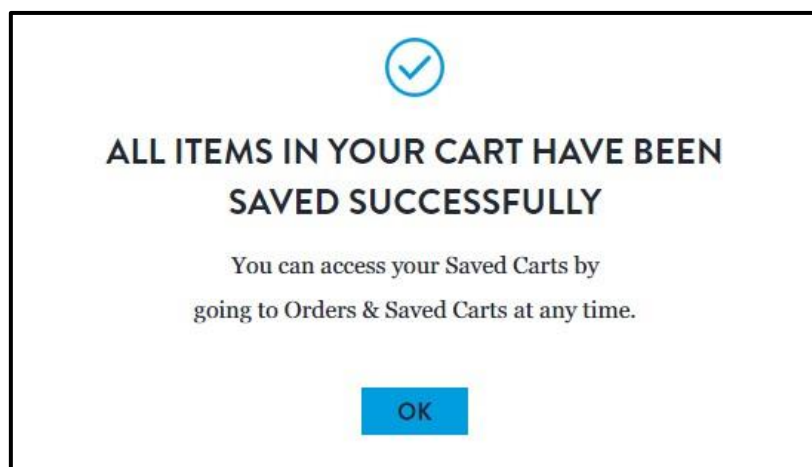 ALL ITEMS IN YOUR CART HAVE BEEN
SAVED SUCCESSFULLY
You can access your Saved Carts by
going to Orders & Saved Carts at any time.
OK